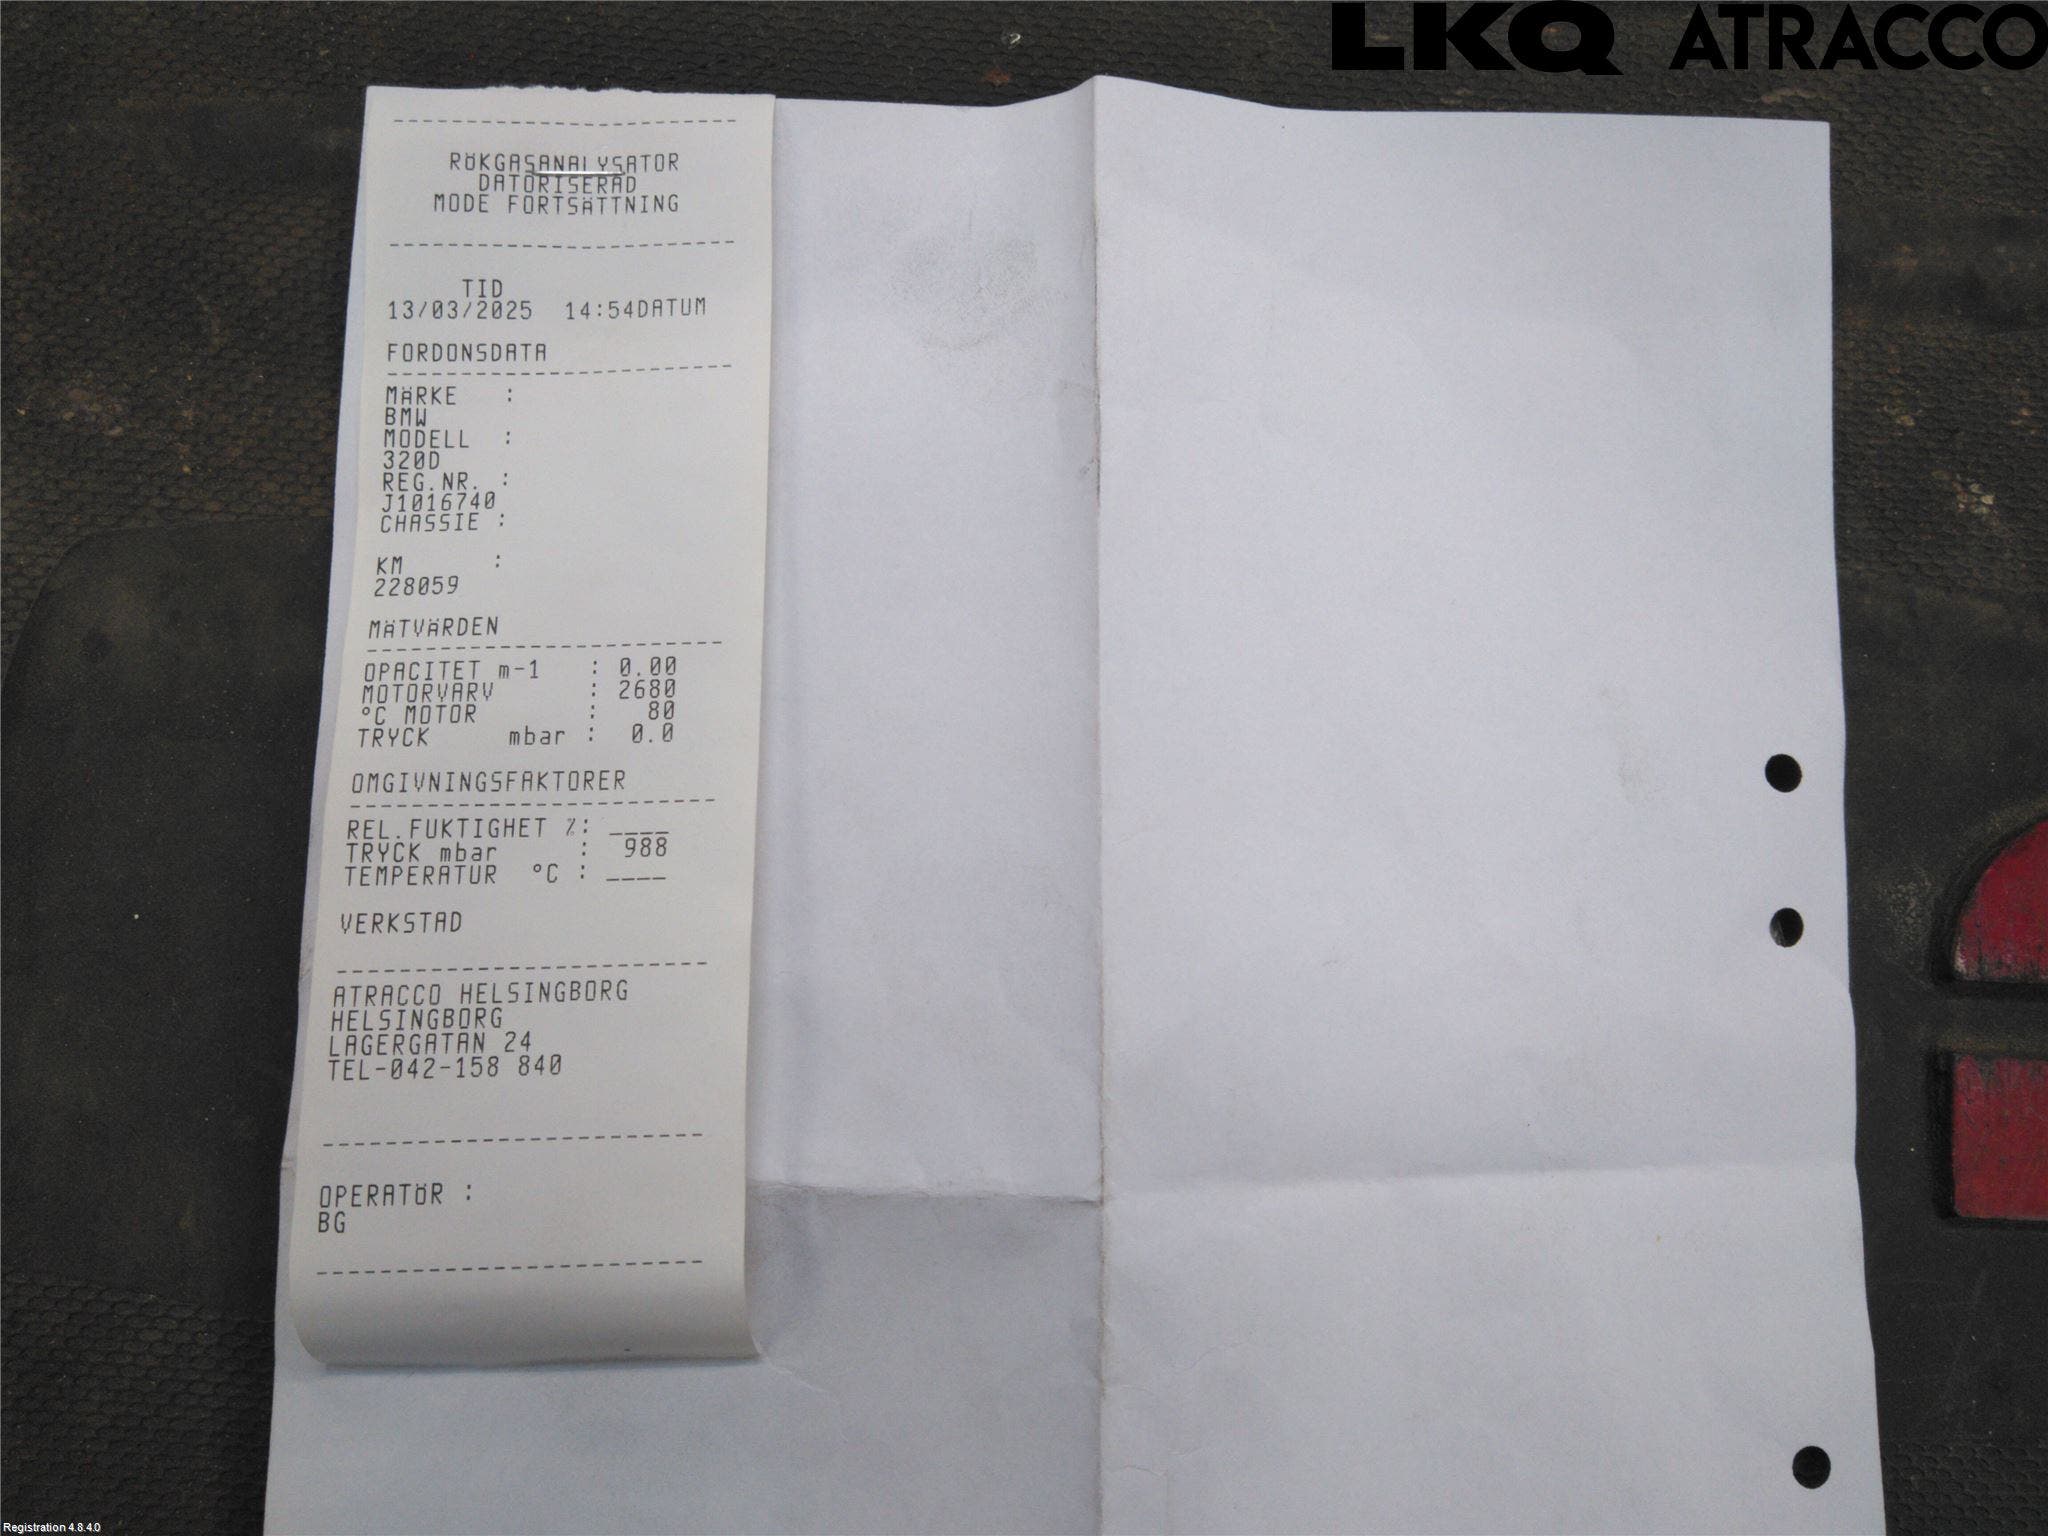 LKQ ATRACCO
RÖKGASANALYSATOR
DATORISERAD
MODE FORTSÄTTNING
TID
13/03/2025 14:54DATUM
FORDONSDATA
MÄRKE :
BMW
MODELL :
320D
REG.NR. :
J1016740
CHASSIE :
KM :
228059
MÄTVÄRDEN
OPACITET m-1 : 0.00
MOTORVARV : 2680
°C MOTOR : 80
TRYCK mbar : 0.0
OMGIVNINGSFAKTORER
REL.FUKTIGHET %: ____
TRYCK mbar : 988
TEMPERATUR °C : ____
VERKSTAD
ATRACCO HELSINGBORG
HELSINGBORG
LAGERGATAN 24
TEL-042-158 840
OPERATÖR :
BG
Registration 4.8.4.0